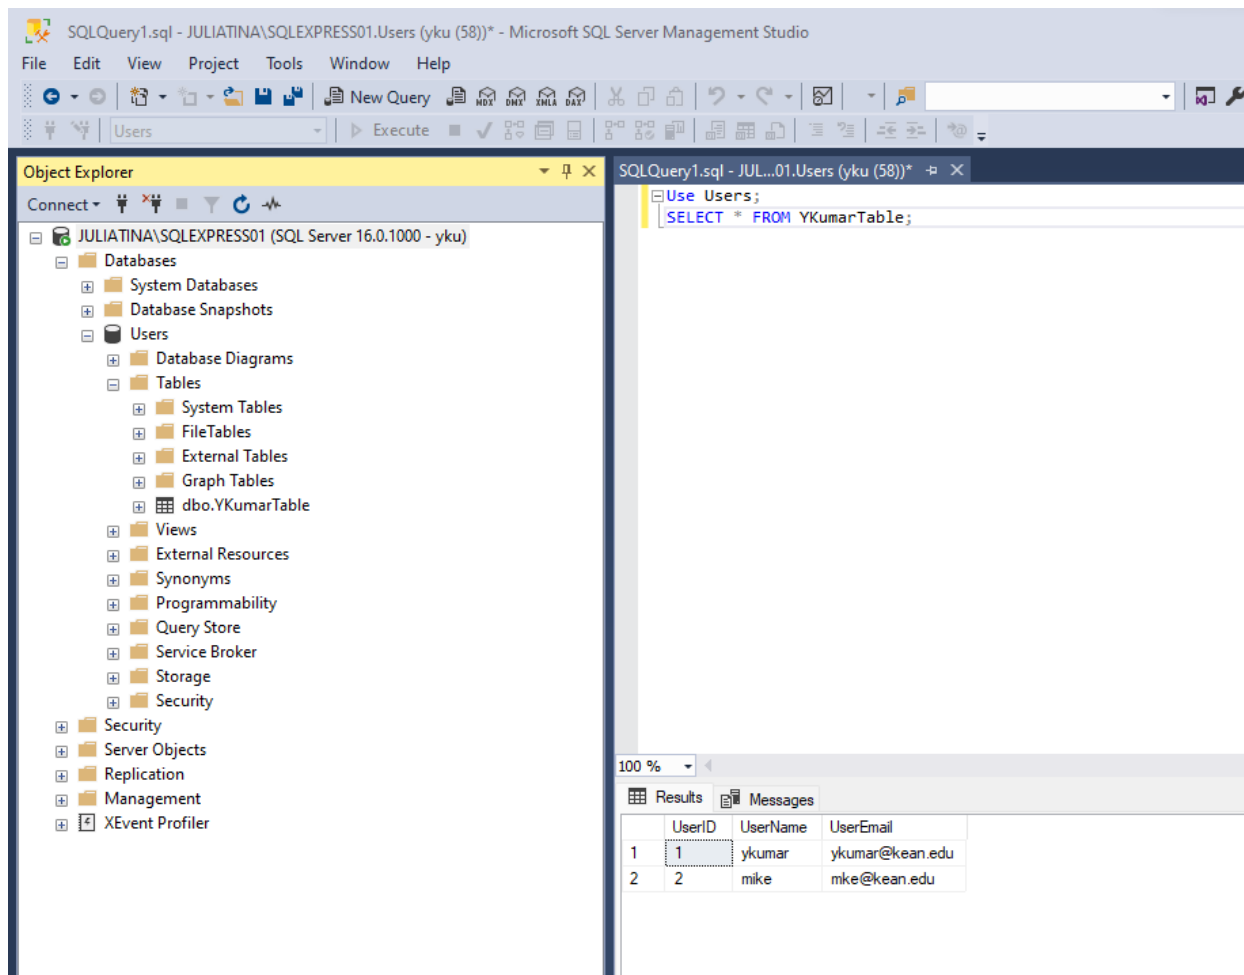 SQLQuery1.sql - JULIATINA\SQLEXPRESS01.Users (yku (58))* - Microsoft SQL Server Management Studio
File Edit View Project Tools Window Help
New Query MDX DMX XMLA DAX
Users Execute
Object Explorer
Connect
JULIATINA\SQLEXPRESS01 (SQL Server 16.0.1000 - yku)
Databases
System Databases
Database Snapshots
Users
Database Diagrams
Tables
System Tables
FileTables
External Tables
Graph Tables
dbo.YKumarTable
Views
External Resources
Synonyms
Programmability
Query Store
Service Broker
Storage
Security
Security
Server Objects
Replication
Management
XEvent Profiler
SQLQuery1.sql - JUL...01.Users (yku (58))*
Use Users;
SELECT * FROM YKumarTable;
100 %
Results Messages
UserID UserName UserEmail
1 1 ykumar ykumar@kean.edu
2 2 mike mke@kean.edu